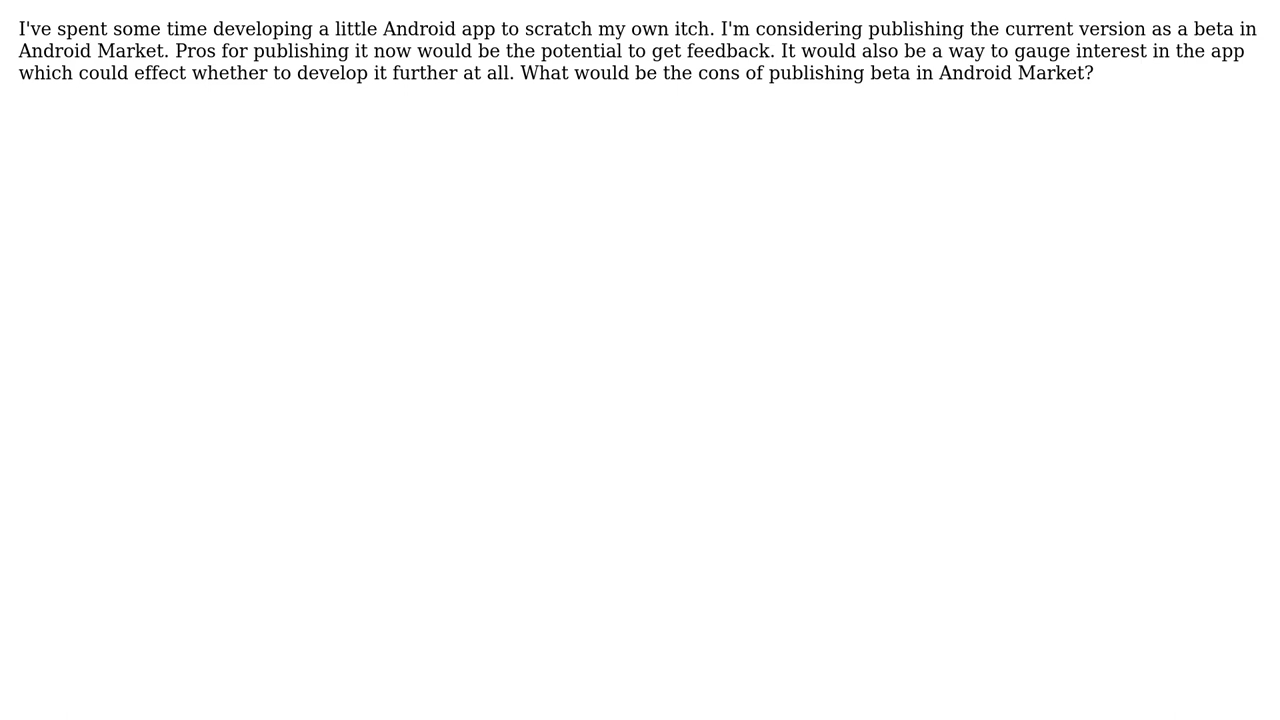 I've spent some time developing a little Android app to scratch my own itch. I'm considering publishing the current version as a beta in
Android Market. Pros for publishing it now would be the potential to get feedback. It would also be a way to gauge interest in the app
which could effect whether to develop it further at all. What would be the cons of publishing beta in Android Market?